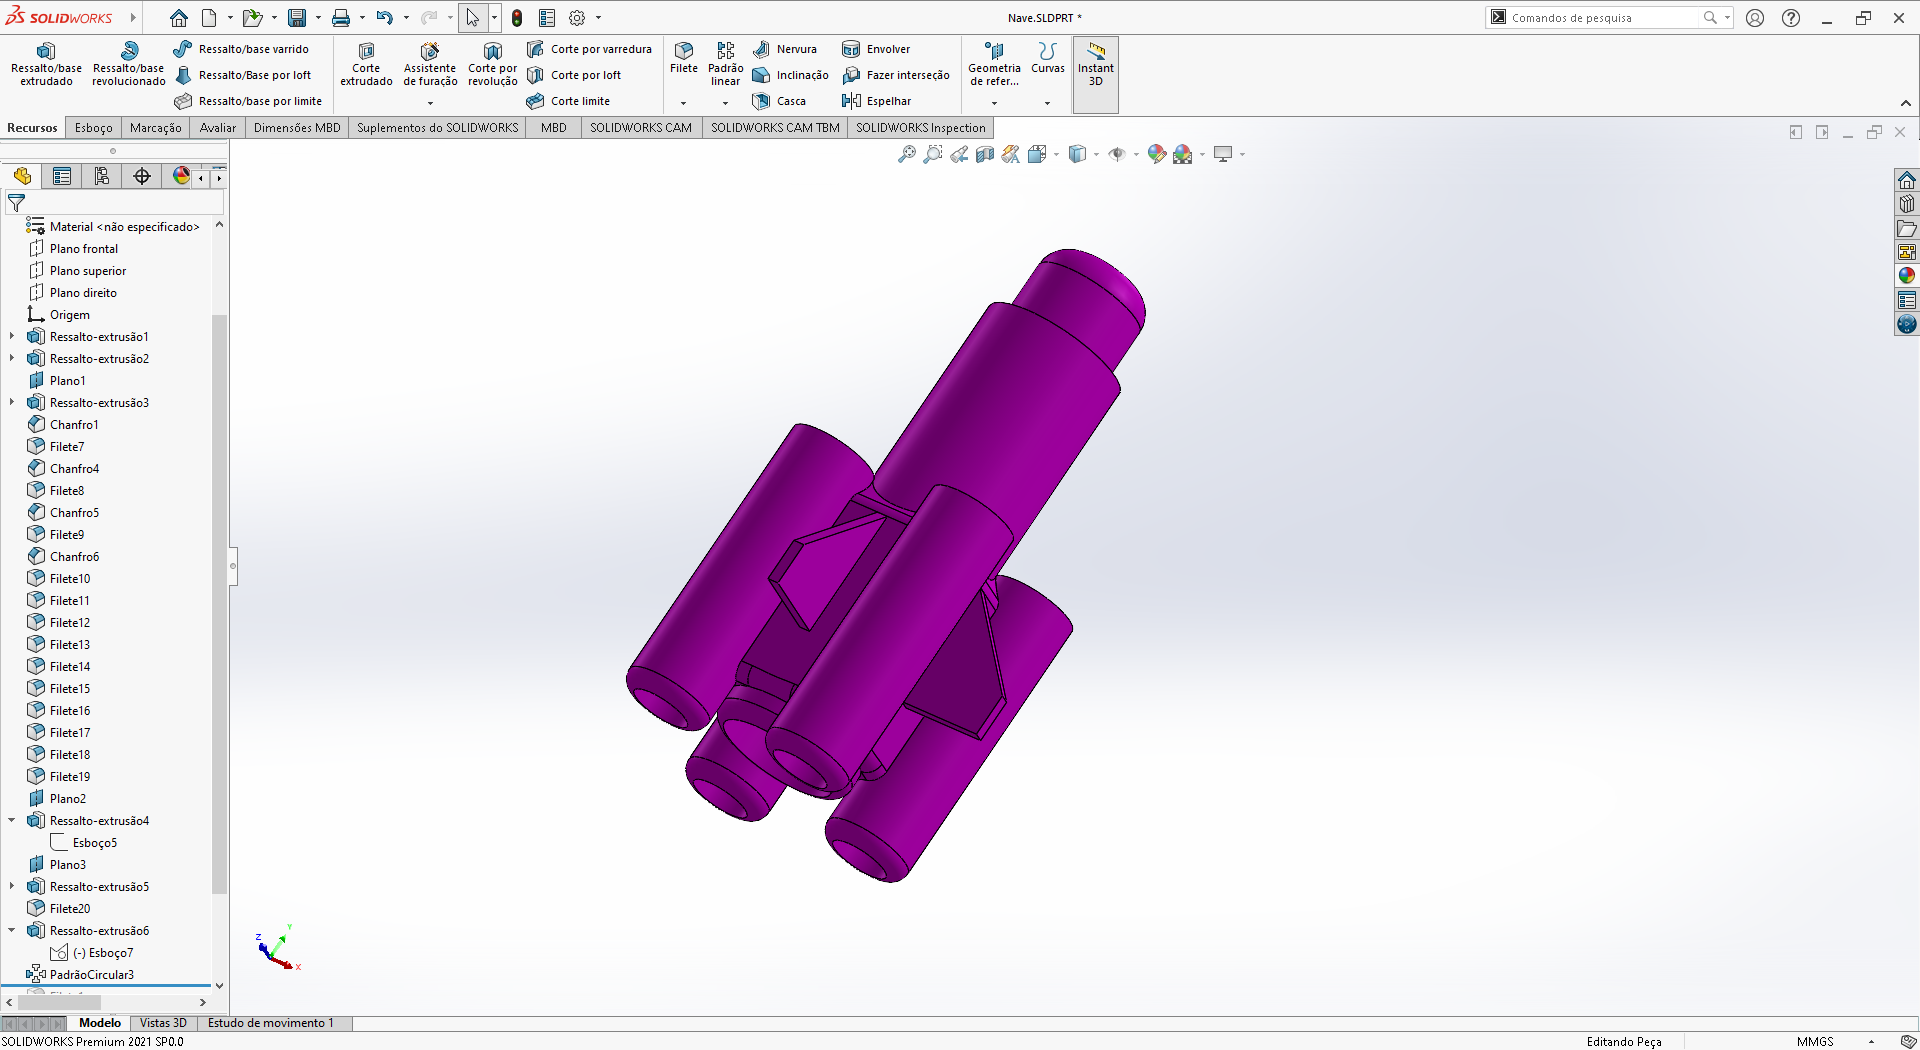 SOLIDWORKS
Nave.SLDPRT *
Comandos de pesquisa
Ressalto/base extrudado
Ressalto/base revolucionado
Ressalto/base varrido
Ressalto/Base por loft
Ressalto/base por limite
Corte extrudado
Assistente de furação
Corte por revolução
Corte por varredura
Corte por loft
Corte limite
Filete
Padrão linear
Nervura
Inclinação
Casca
Envolver
Fazer interseção
Espelhar
Geometria de refer...
Curvas
Instant 3D
Recursos
Esboço
Marcação
Avaliar
Dimensões MBD
Suplementos do SOLIDWORKS
MBD
SOLIDWORKS CAM
SOLIDWORKS CAM TBM
SOLIDWORKS Inspection
Material <não especificado>
Plano frontal
Plano superior
Plano direito
Origem
Ressalto-extrusão1
Ressalto-extrusão2
Plano1
Ressalto-extrusão3
Chanfro1
Filete7
Chanfro4
Filete8
Chanfro5
Filete9
Chanfro6
Filete10
Filete11
Filete12
Filete13
Filete14
Filete15
Filete16
Filete17
Filete18
Filete19
Plano2
Ressalto-extrusão4
Esboço5
Plano3
Ressalto-extrusão5
Filete20
Ressalto-extrusão6
(-) Esboço7
PadrãoCircular3
Z
Y
X
Modelo
Vistas 3D
Estudo de movimento 1
SOLIDWORKS Premium 2021 SP0.0
Editando Peça
MMGS